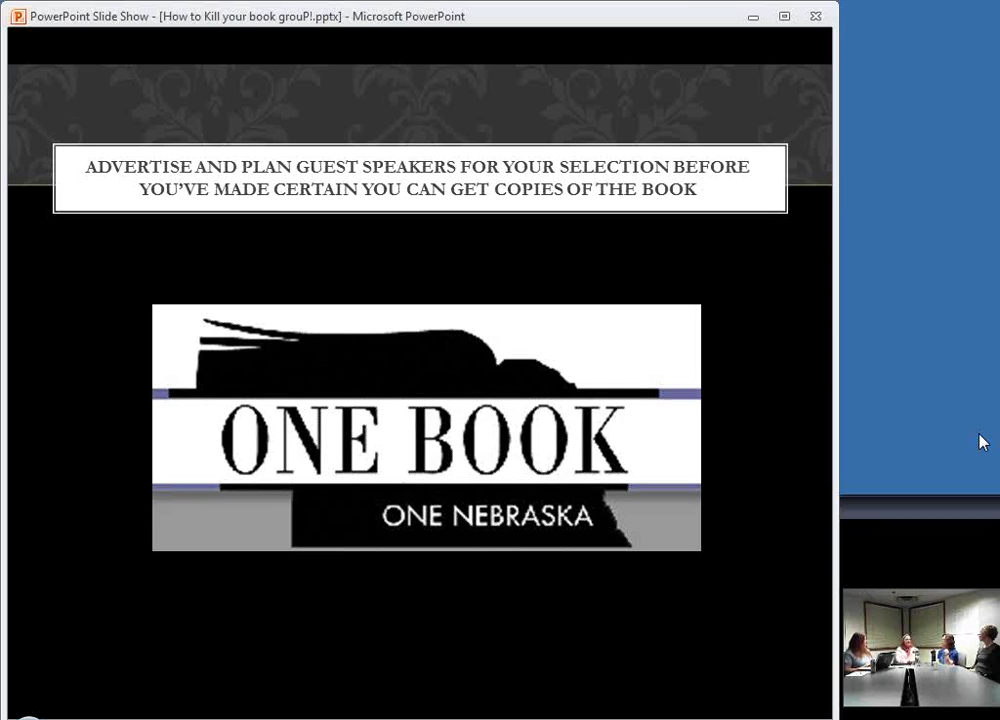 PowerPoint Slide Show - [How to Kill your book grouP!.pptx] - Microsoft PowerPoint
ADVERTISE AND PLAN GUEST SPEAKERS FOR YOUR SELECTION BEFORE
YOU'VE MADE CERTAIN YOU CAN GET COPIES OF THE BOOK
ONE BOOK
ONE NEBRASKA